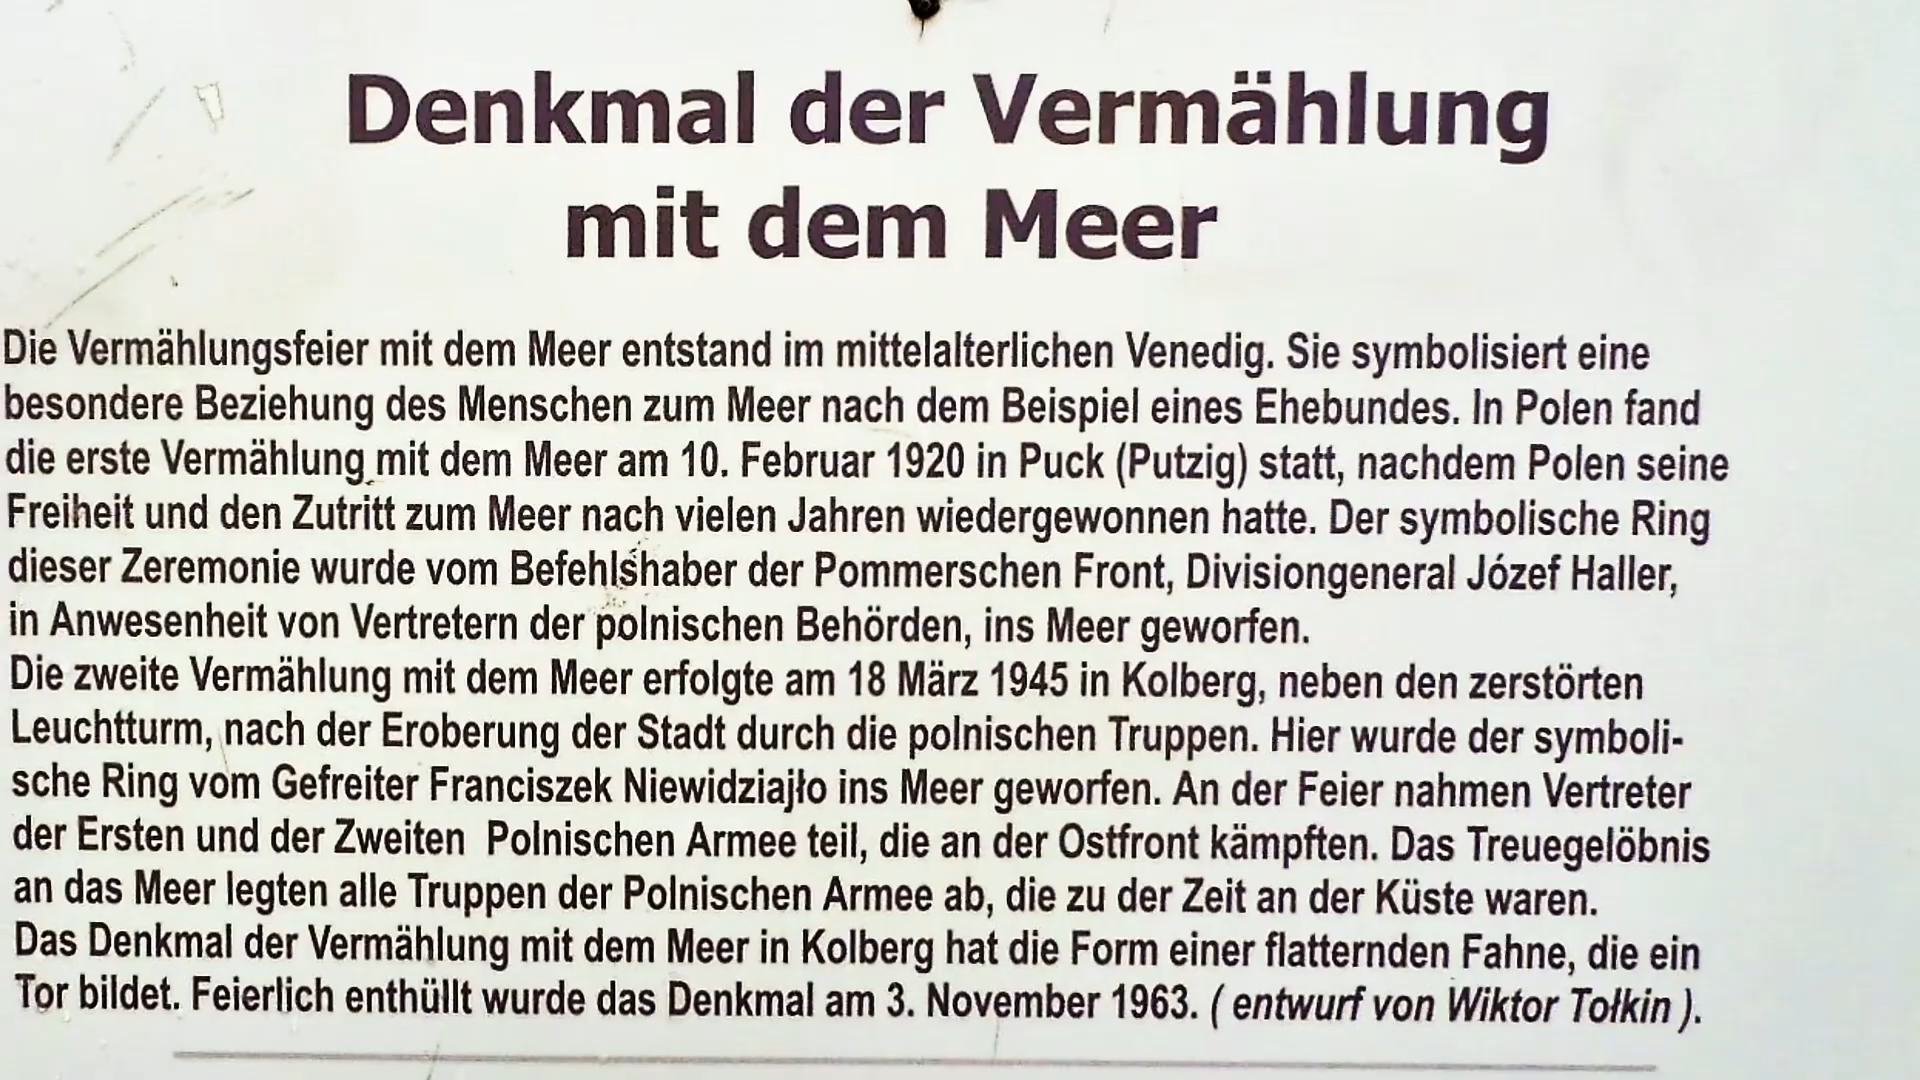 Denkmal der Vermählung
mit dem Meer
Die Vermählungsfeier mit dem Meer entstand im mittelalterlichen Venedig. Sie symbolisiert eine
besondere Beziehung des Menschen zum Meer nach dem Beispiel eines Ehebundes. In Polen fand
die erste Vermählung mit dem Meer am 10. Februar 1920 in Puck (Putzig) statt, nachdem Polen seine
Freiheit und den Zutritt zum Meer nach vielen Jahren wiedergewonnen hatte. Der symbolische Ring
dieser Zeremonie wurde vom Befehlshaber der Pommerschen Front, Divisiongeneral Józef Haller,
in Anwesenheit von Vertretern der polnischen Behörden, ins Meer geworfen.
Die zweite Vermählung mit dem Meer erfolgte am 18 März 1945 in Kolberg, neben den zerstörten
Leuchtturm, nach der Eroberung der Stadt durch die polnischen Truppen. Hier wurde der symboli-
sche Ring vom Gefreiter Franciszek Niewidziajło ins Meer geworfen. An der Feier nahmen Vertreter
der Ersten und der Zweiten Polnischen Armee teil, die an der Ostfront kämpften. Das Treuegelöbnis
an das Meer legten alle Truppen der Polnischen Armee ab, die zu der Zeit an der Küste waren.
Das Denkmal der Vermählung mit dem Meer in Kolberg hat die Form einer flatternden Fahne, die ein
Tor bildet. Feierlich enthüllt wurde das Denkmal am 3. November 1963. ( entwurf von Wiktor Tołkin ).